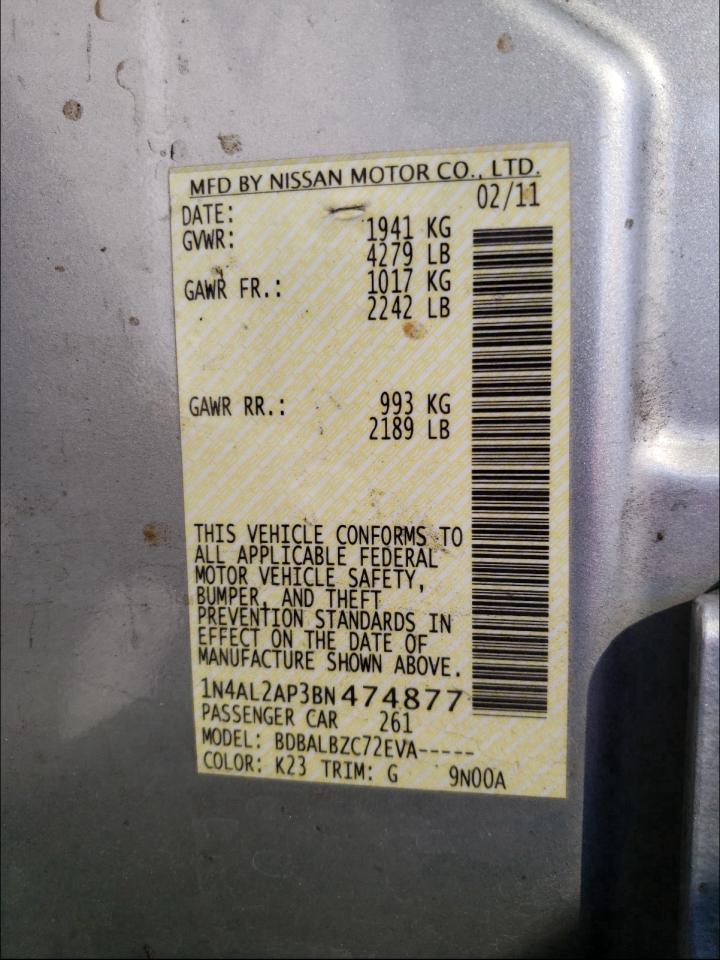 MFD BY NISSAN MOTOR CO., LTD.
DATE: 02/11
GVWR: 1941 KG
4279 LB
GAWR FR.: 1017 KG
2242 LB
GAWR RR.: 993 KG
2189 LB
THIS VEHICLE CONFORMS TO
ALL APPLICABLE FEDERAL
MOTOR VEHICLE SAFETY,
BUMPER, AND THEFT
PREVENTION STANDARDS IN
EFFECT ON THE DATE OF
MANUFACTURE SHOWN ABOVE.
1N4AL2AP3BN474877
PASSENGER CAR 261
MODEL: BDBALBZC72EVA-----
COLOR: K23 TRIM: G 9N00A